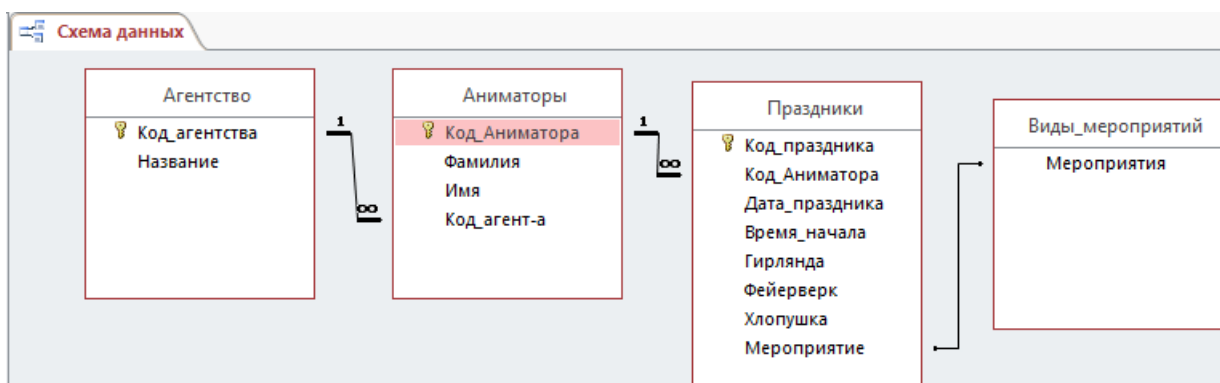 Схема данных
Агентство
Код_агентства
Название
1
∞
Аниматоры
Код_Аниматора
Фамилия
Имя
Код_агент-а
1
∞
Праздники
Код_праздника
Код_Аниматора
Дата_праздника
Время_начала
Гирлянда
Фейерверк
Хлопушка
Мероприятие
Виды_мероприятий
Мероприятия